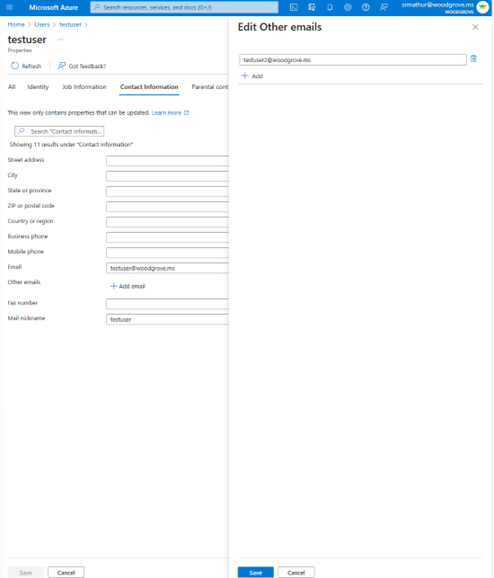 Microsoft Azure
Search resources, services, and docs (G+/)
srmathur@woodgrove.ms
WOODGROVE
Home > Users > testuser >
testuser ...
Properties
Refresh
Got feedback?
All Identity Job Information Contact Information Parental cont
This view only contains properties that can be updated. Learn more
Search "Contact Informati...
Showing 11 results under "Contact Information"
Street address
City
State or province
ZIP or postal code
Country or region
Business phone
Mobile phone
Email testuser@woodgrove.ms
Other emails
+ Add email
Fax number
Mail nickname testuser
Save Cancel
Edit Other emails
testuser2@woodgrove.ms
+ Add
Save Cancel